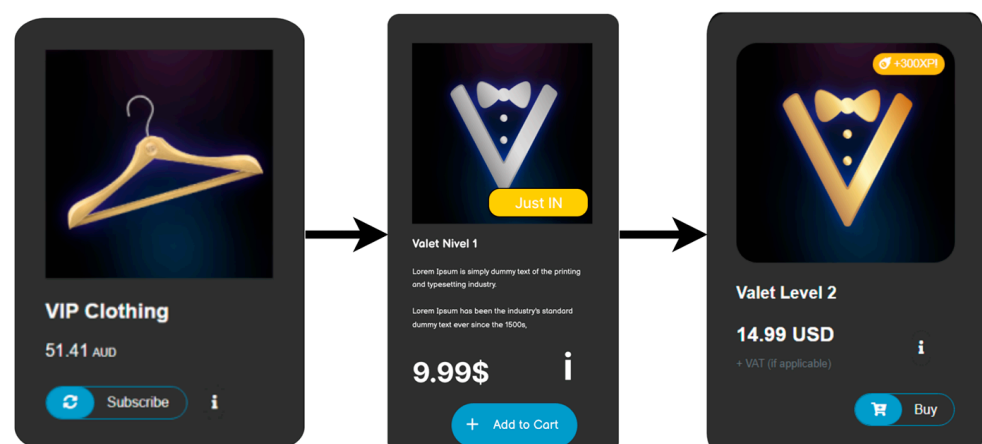 VIP Clothing
51.41 AUD
Subscribe
i
Just IN
Valet Nivel 1
Lorem Ipsum is simply dummy text of the printing
and typesetting industry.
Lorem Ipsum has been the industry's standard
dummy text ever since the 1500s,
9.99$
i
+ Add to Cart
+300XP!
Valet Level 2
14.99 USD
+ VAT (if applicable)
i
Buy